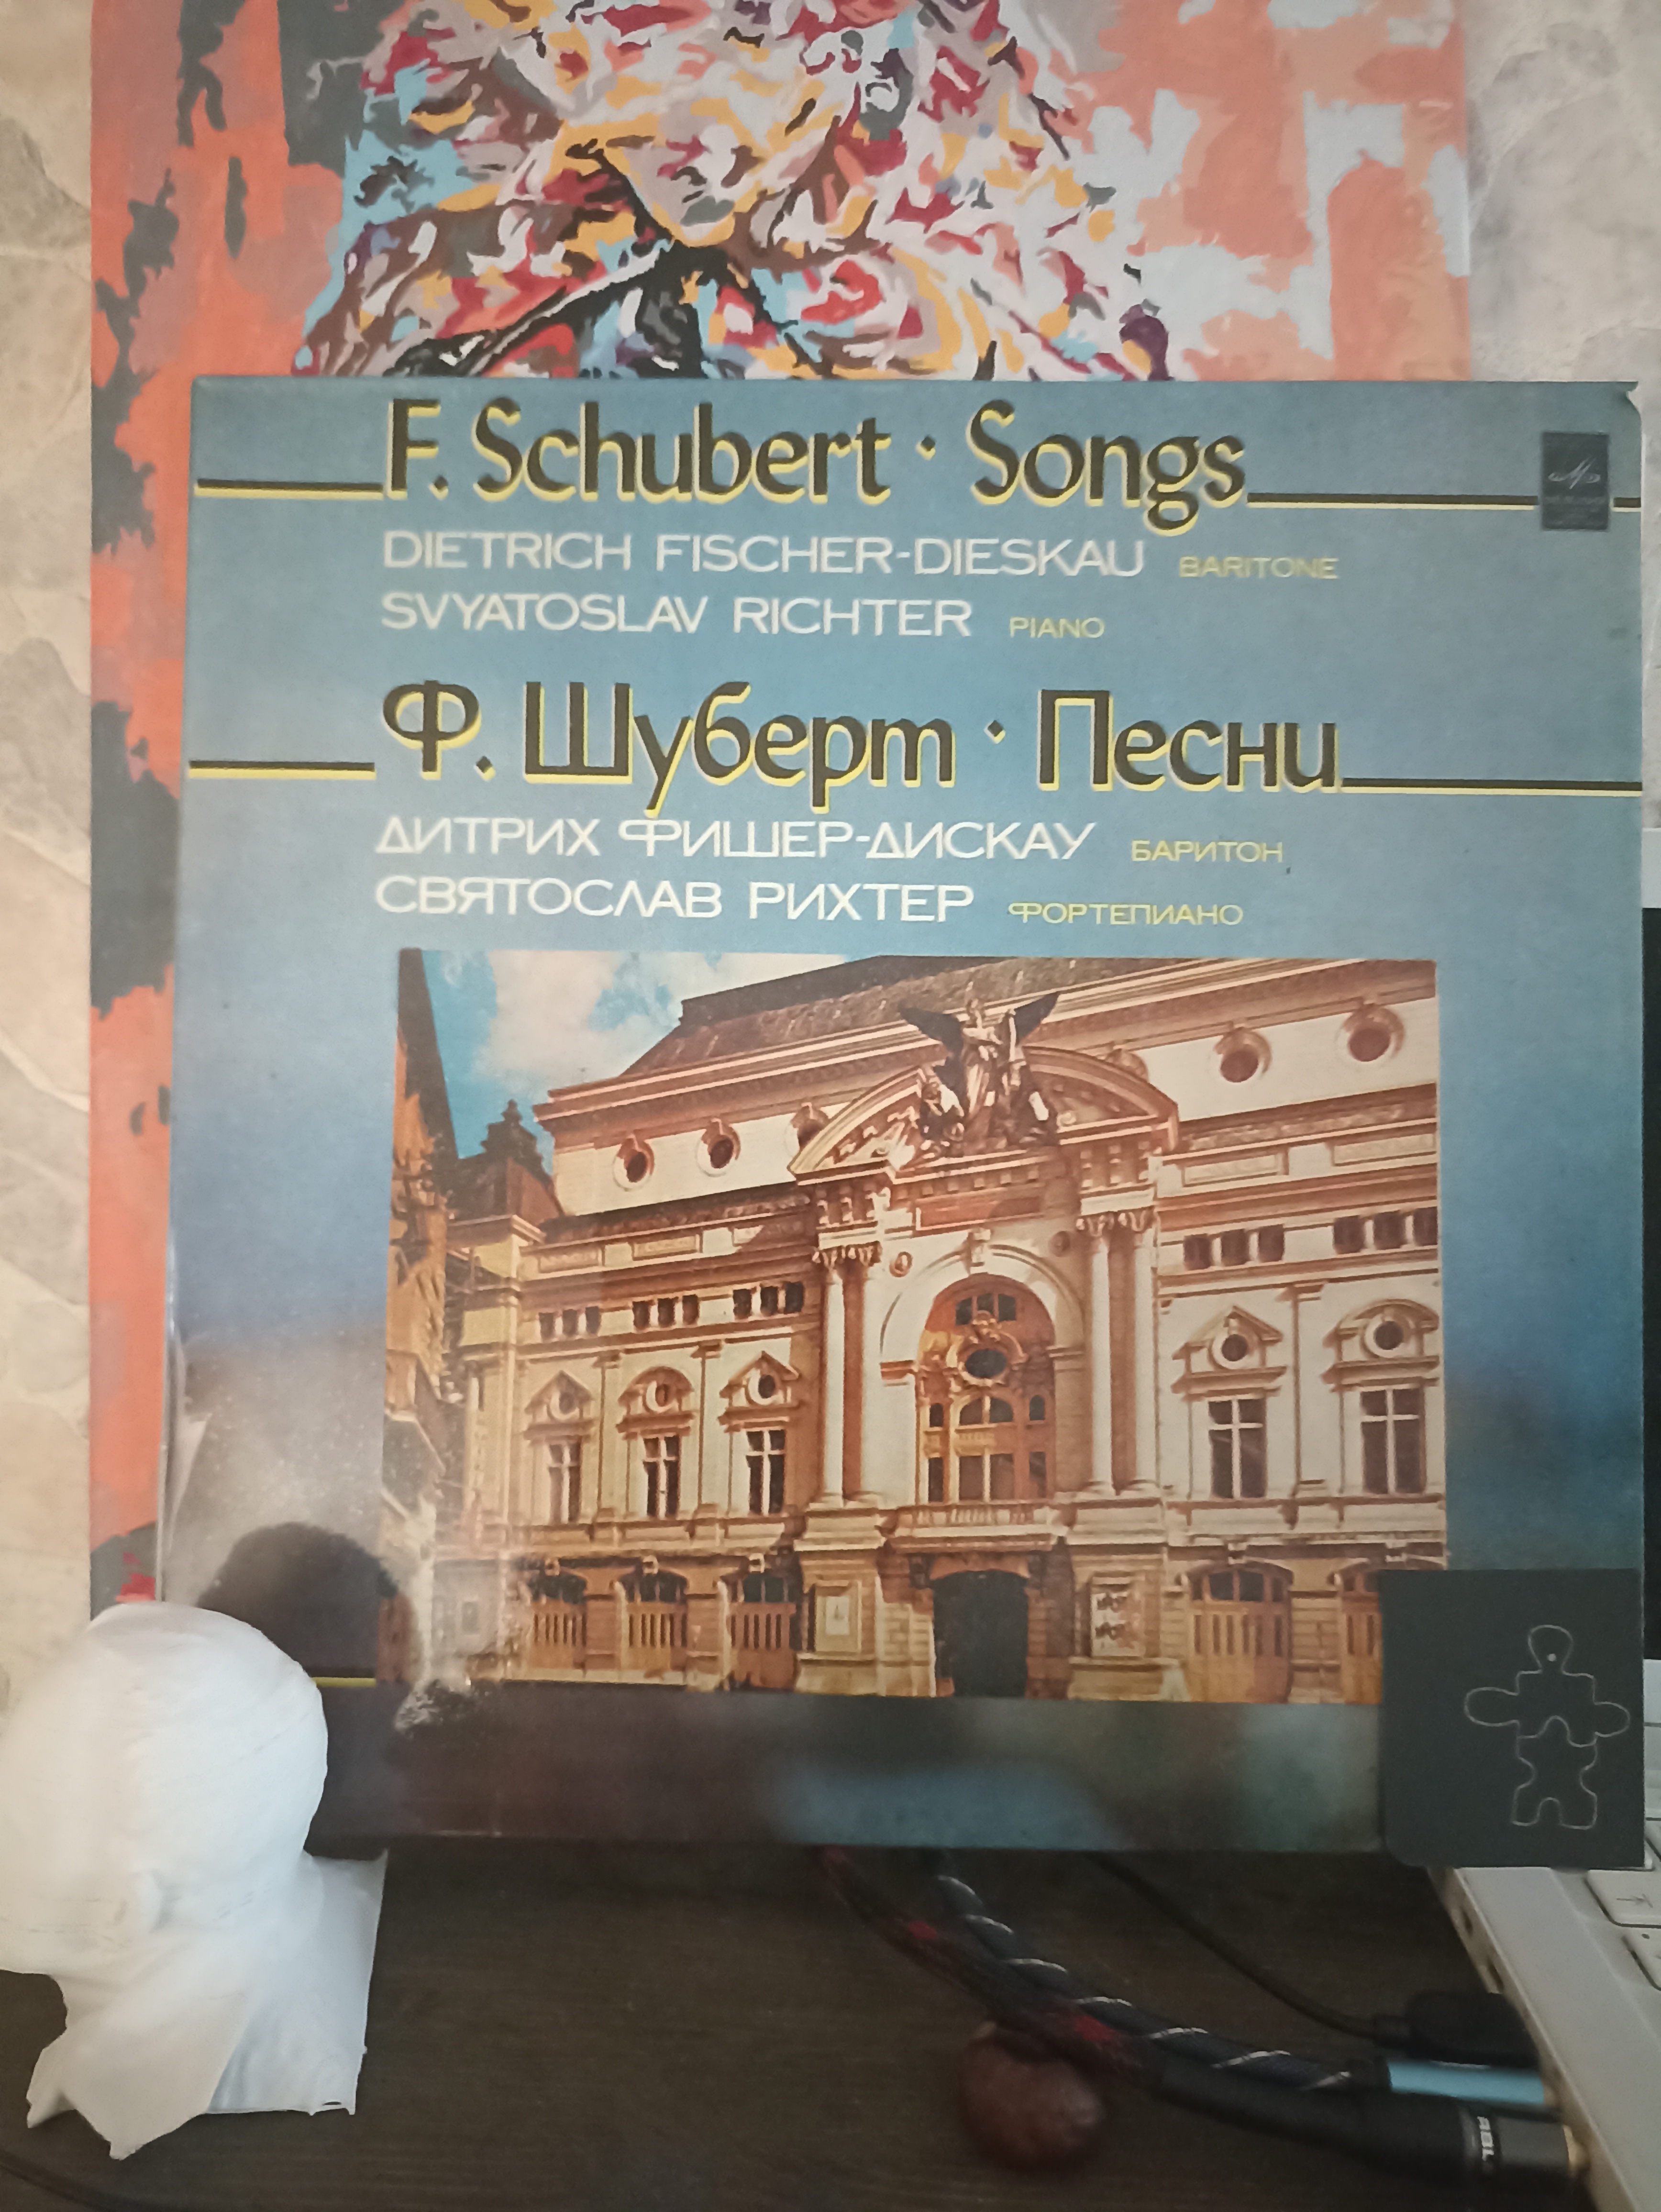 F. Schubert · Songs
DIETRICH FISCHER-DIESKAU BARITONE
SVYATOSLAV RICHTER PIANO
Ф. Шуберт · Песни
ДИТРИХ ФИШЕР-ДИСКАУ БАРИТОН
СВЯТОСЛАВ РИХТЕР ФОРТЕПИАНО